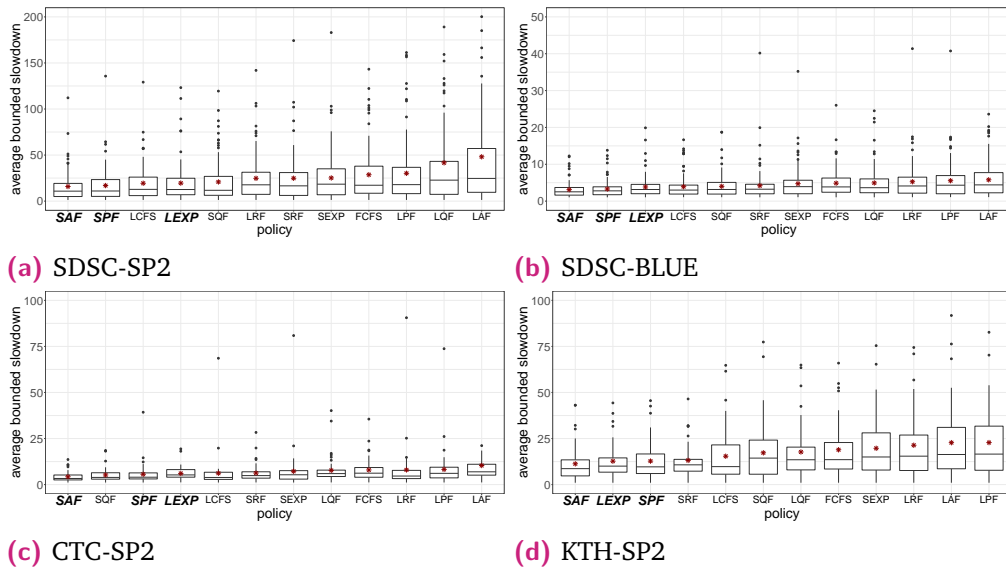 average bounded slowdown
200
150
100
50
0
SAF SPF LCFS LEXP SQF LRF SRF SEXP FCFS LPF LQF LAF
policy
(a) SDSC-SP2
average bounded slowdown
50
40
30
20
10
0
SAF SPF LEXP LCFS SQF SRF SEXP FCFS LQF LRF LPF LAF
policy
(b) SDSC-BLUE
average bounded slowdown
100
75
50
25
0
SAF SQF SPF LEXP LCFS SRF SEXP LQF FCFS LRF LPF LAF
policy
(c) CTC-SP2
average bounded slowdown
100
75
50
25
0
SAF LEXP SPF SRF LCFS SQF LQF FCFS SEXP LRF LAF LPF
policy
(d) KTH-SP2